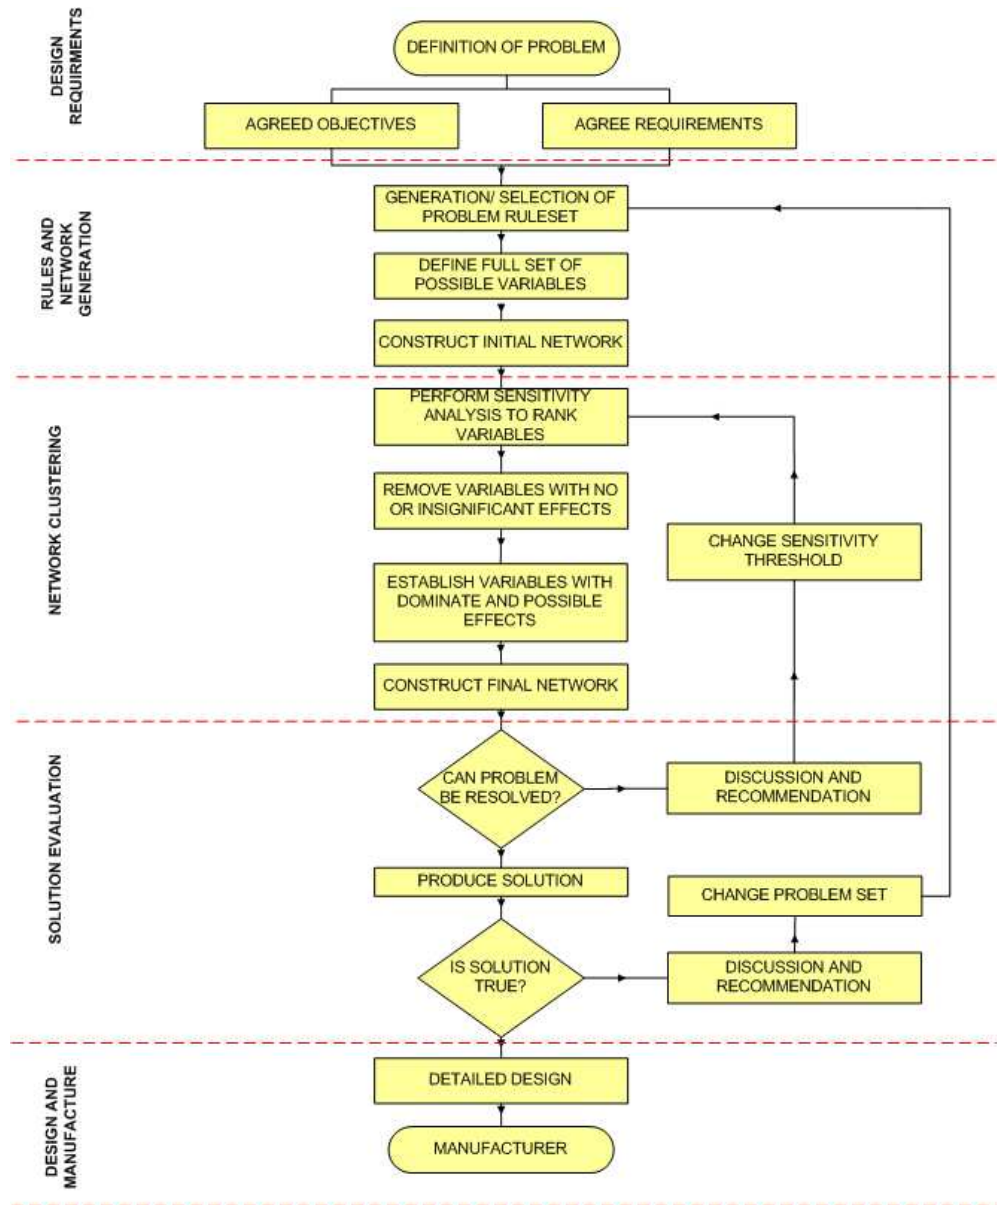 DESIGN
REQUIRMENTS
DEFINITION OF PROBLEM
AGREED OBJECTIVES
AGREE REQUIREMENTS
RULES AND
NETWORK
GENERATION
GENERATION/ SELECTION OF
PROBLEM RULESET
DEFINE FULL SET OF
POSSIBLE VARIABLES
CONSTRUCT INITIAL NETWORK
NETWORK CLUSTERING
PERFORM SENSITIVITY
ANALYSIS TO RANK
VARIABLES
REMOVE VARIABLES WITH NO
OR INSIGNIFICANT EFFECTS
CHANGE SENSITIVITY
THRESHOLD
ESTABLISH VARIABLES WITH
DOMINATE AND POSSIBLE
EFFECTS
CONSTRUCT FINAL NETWORK
SOLUTION EVALUATION
CAN PROBLEM
BE RESOLVED?
DISCUSSION AND
RECOMMENDATION
PRODUCE SOLUTION
CHANGE PROBLEM SET
IS SOLUTION
TRUE?
DISCUSSION AND
RECOMMENDATION
DESIGN AND
MANUFACTURE
DETAILED DESIGN
MANUFACTURER